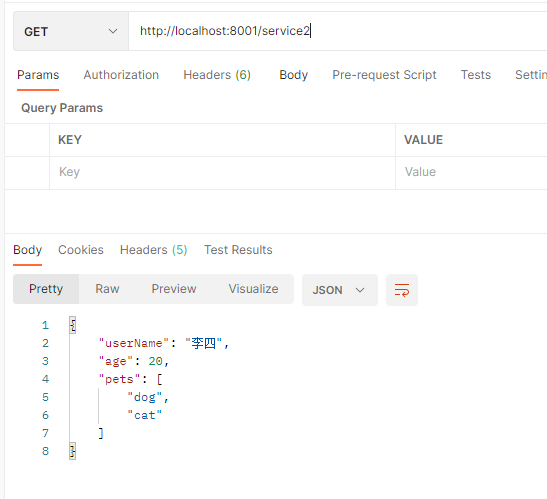 GET http://localhost:8001/service2
Params Authorization Headers (6) Body Pre-request Script Tests
Query Params
KEY VALUE
Key Value
Body Cookies Headers (5) Test Results
Pretty Raw Preview Visualize JSON
1 {
2 "userName": "李四",
3 "age": 20,
4 "pets": [
5 "dog",
6 "cat"
7 ]
8 }